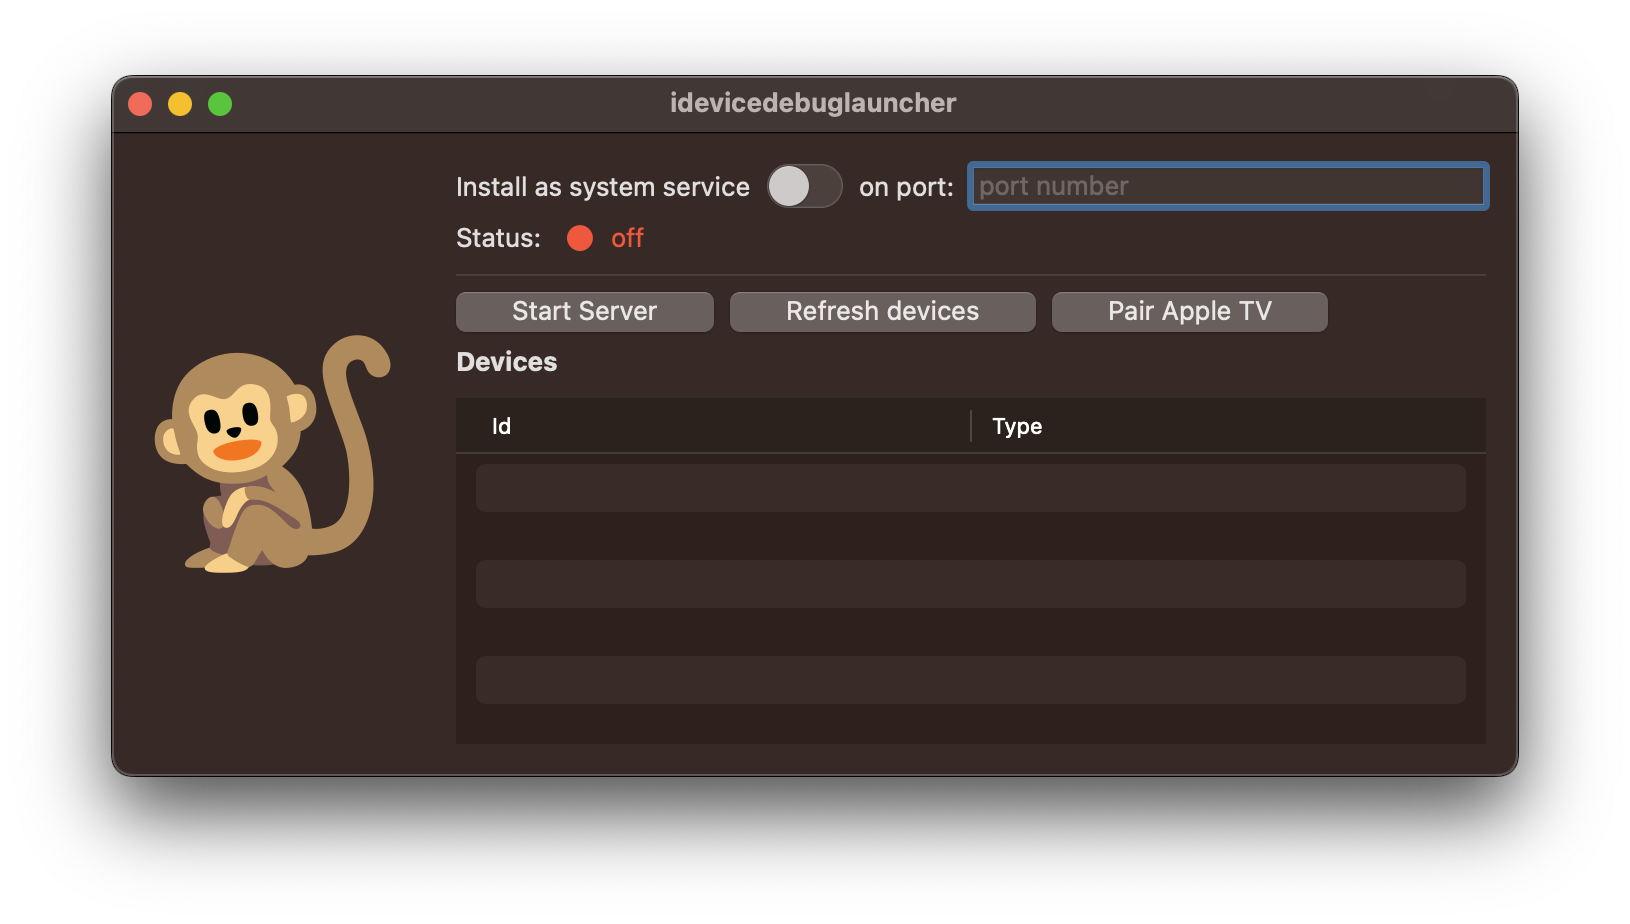 idevicedebuglauncher
Install as system service on port: port number
Status: off
Start Server Refresh devices Pair Apple TV
Devices
Id Type